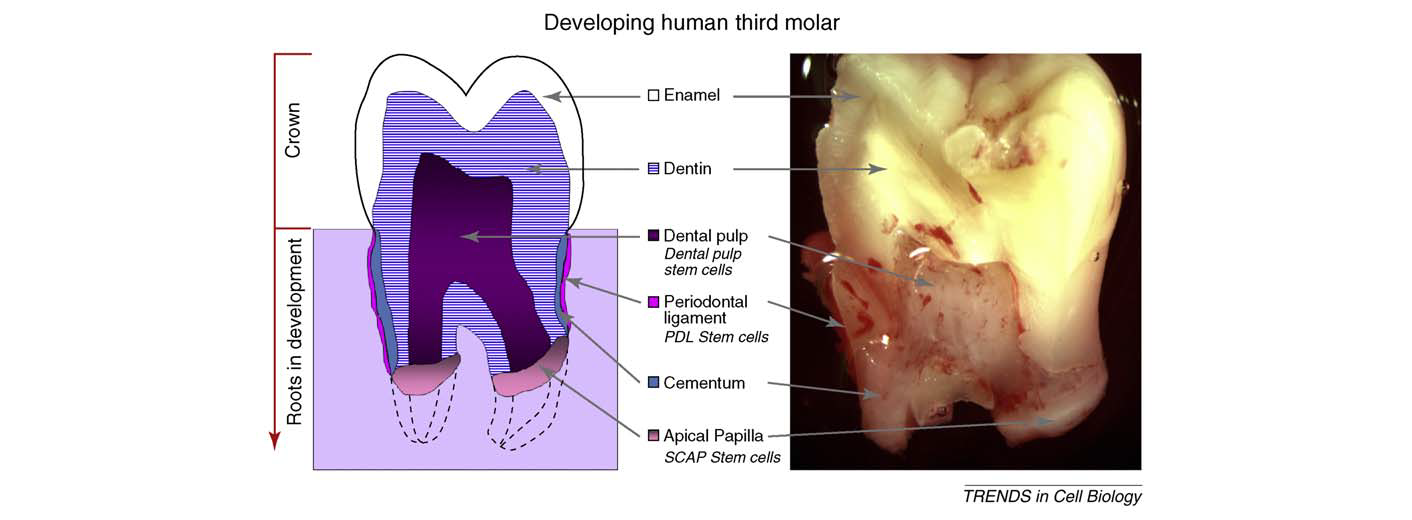 Developing human third molar
Crown
Roots in development
Enamel
Dentin
Dental pulp
Dental pulp
stem cells
Periodontal
ligament
PDL Stem cells
Cementum
Apical Papilla
SCAP Stem cells
TRENDS in Cell Biology